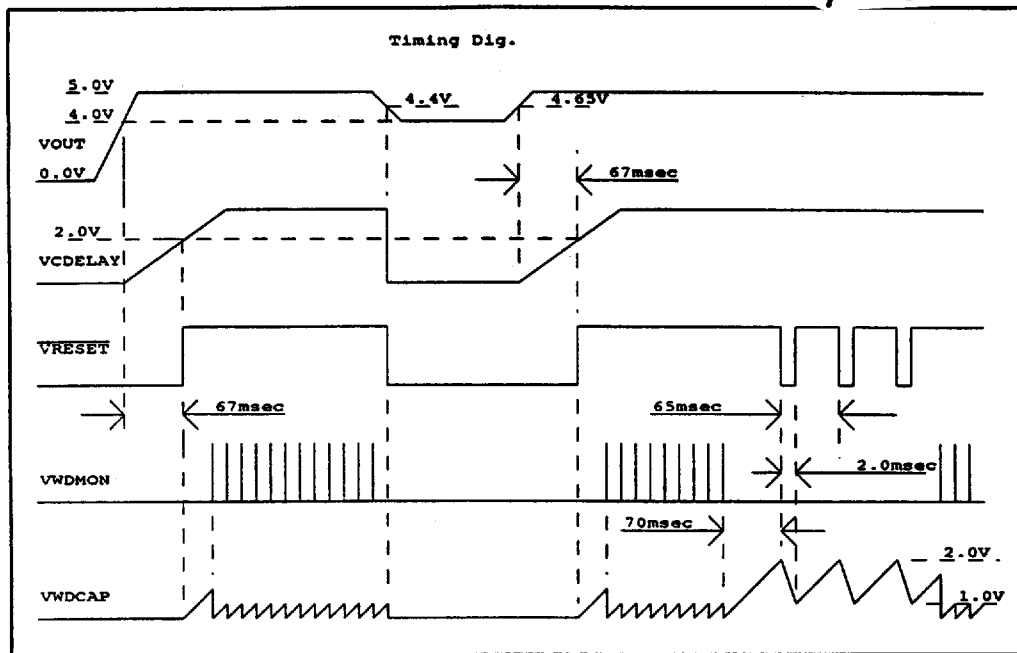 Timing Dig.
5.0V
4.4V
4.65V
4.0V
VOUT
0.0V
67msec
2.0V
VCDELAY
VRESET
67msec
65msec
VWDMON
2.0msec
70msec
2.0V
VWDCAP
1.0V